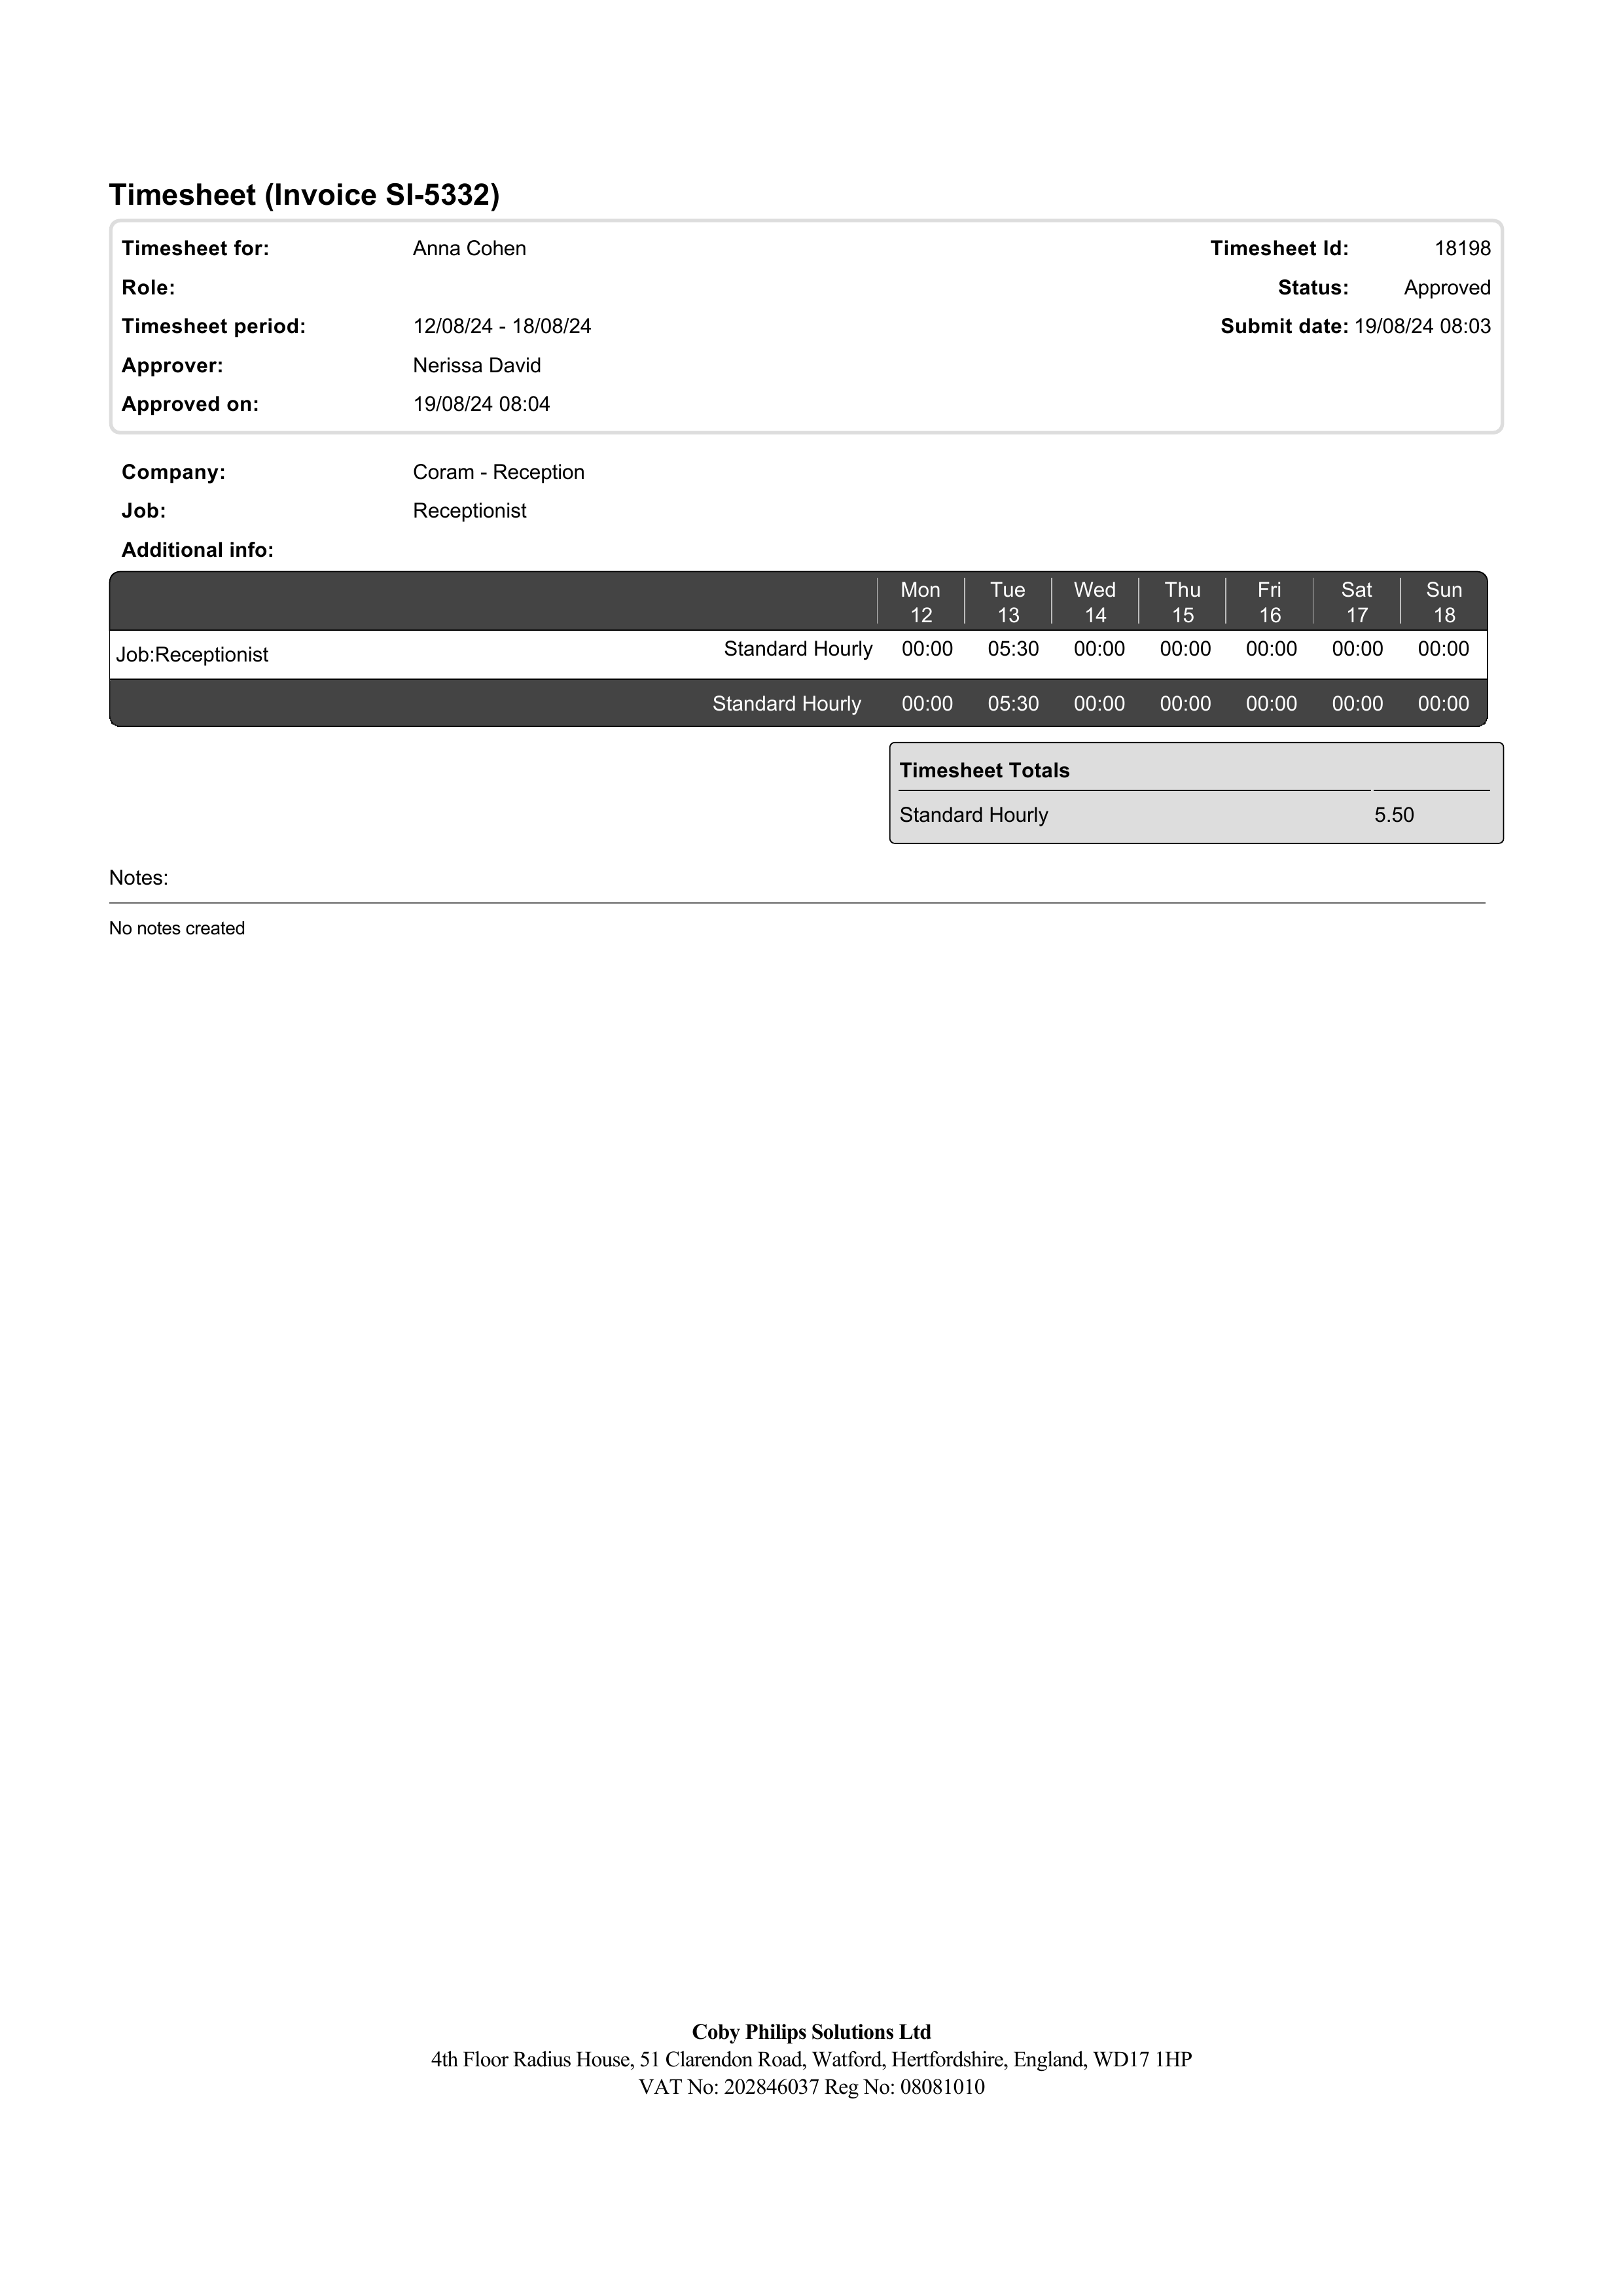 Timesheet (Invoice SI-5332)
Timesheet for: Anna Cohen Timesheet Id: 18198
Role: Status: Approved
Timesheet period: 12/08/24 - 18/08/24 Submit date: 19/08/24 08:03
Approver: Nerissa David
Approved on: 19/08/24 08:04
Company: Coram - Reception
Job: Receptionist
Additional info:
Mon Tue Wed Thu Fri Sat Sun
12 13 14 15 16 17 18
Job:Receptionist Standard Hourly 00:00 05:30 00:00 00:00 00:00 00:00 00:00
Standard Hourly 00:00 05:30 00:00 00:00 00:00 00:00 00:00
Timesheet Totals
Standard Hourly 5.50
Notes:
No notes created
Coby Philips Solutions Ltd
4th Floor Radius House, 51 Clarendon Road, Watford, Hertfordshire, England, WD17 1HP
VAT No: 202846037 Reg No: 08081010